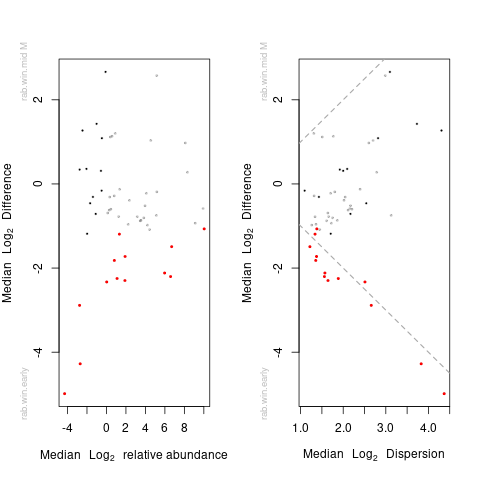 rab.win.mid.M
rab.win.early
Median Log2 Difference
2
0
-2
-4
-4
0
2
4
6
8
Median Log2 relative abundance
rab.win.mid.M
rab.win.early
Median Log2 Difference
2
0
-2
-4
1.0
2.0
3.0
4.0
Median Log2 Dispersion